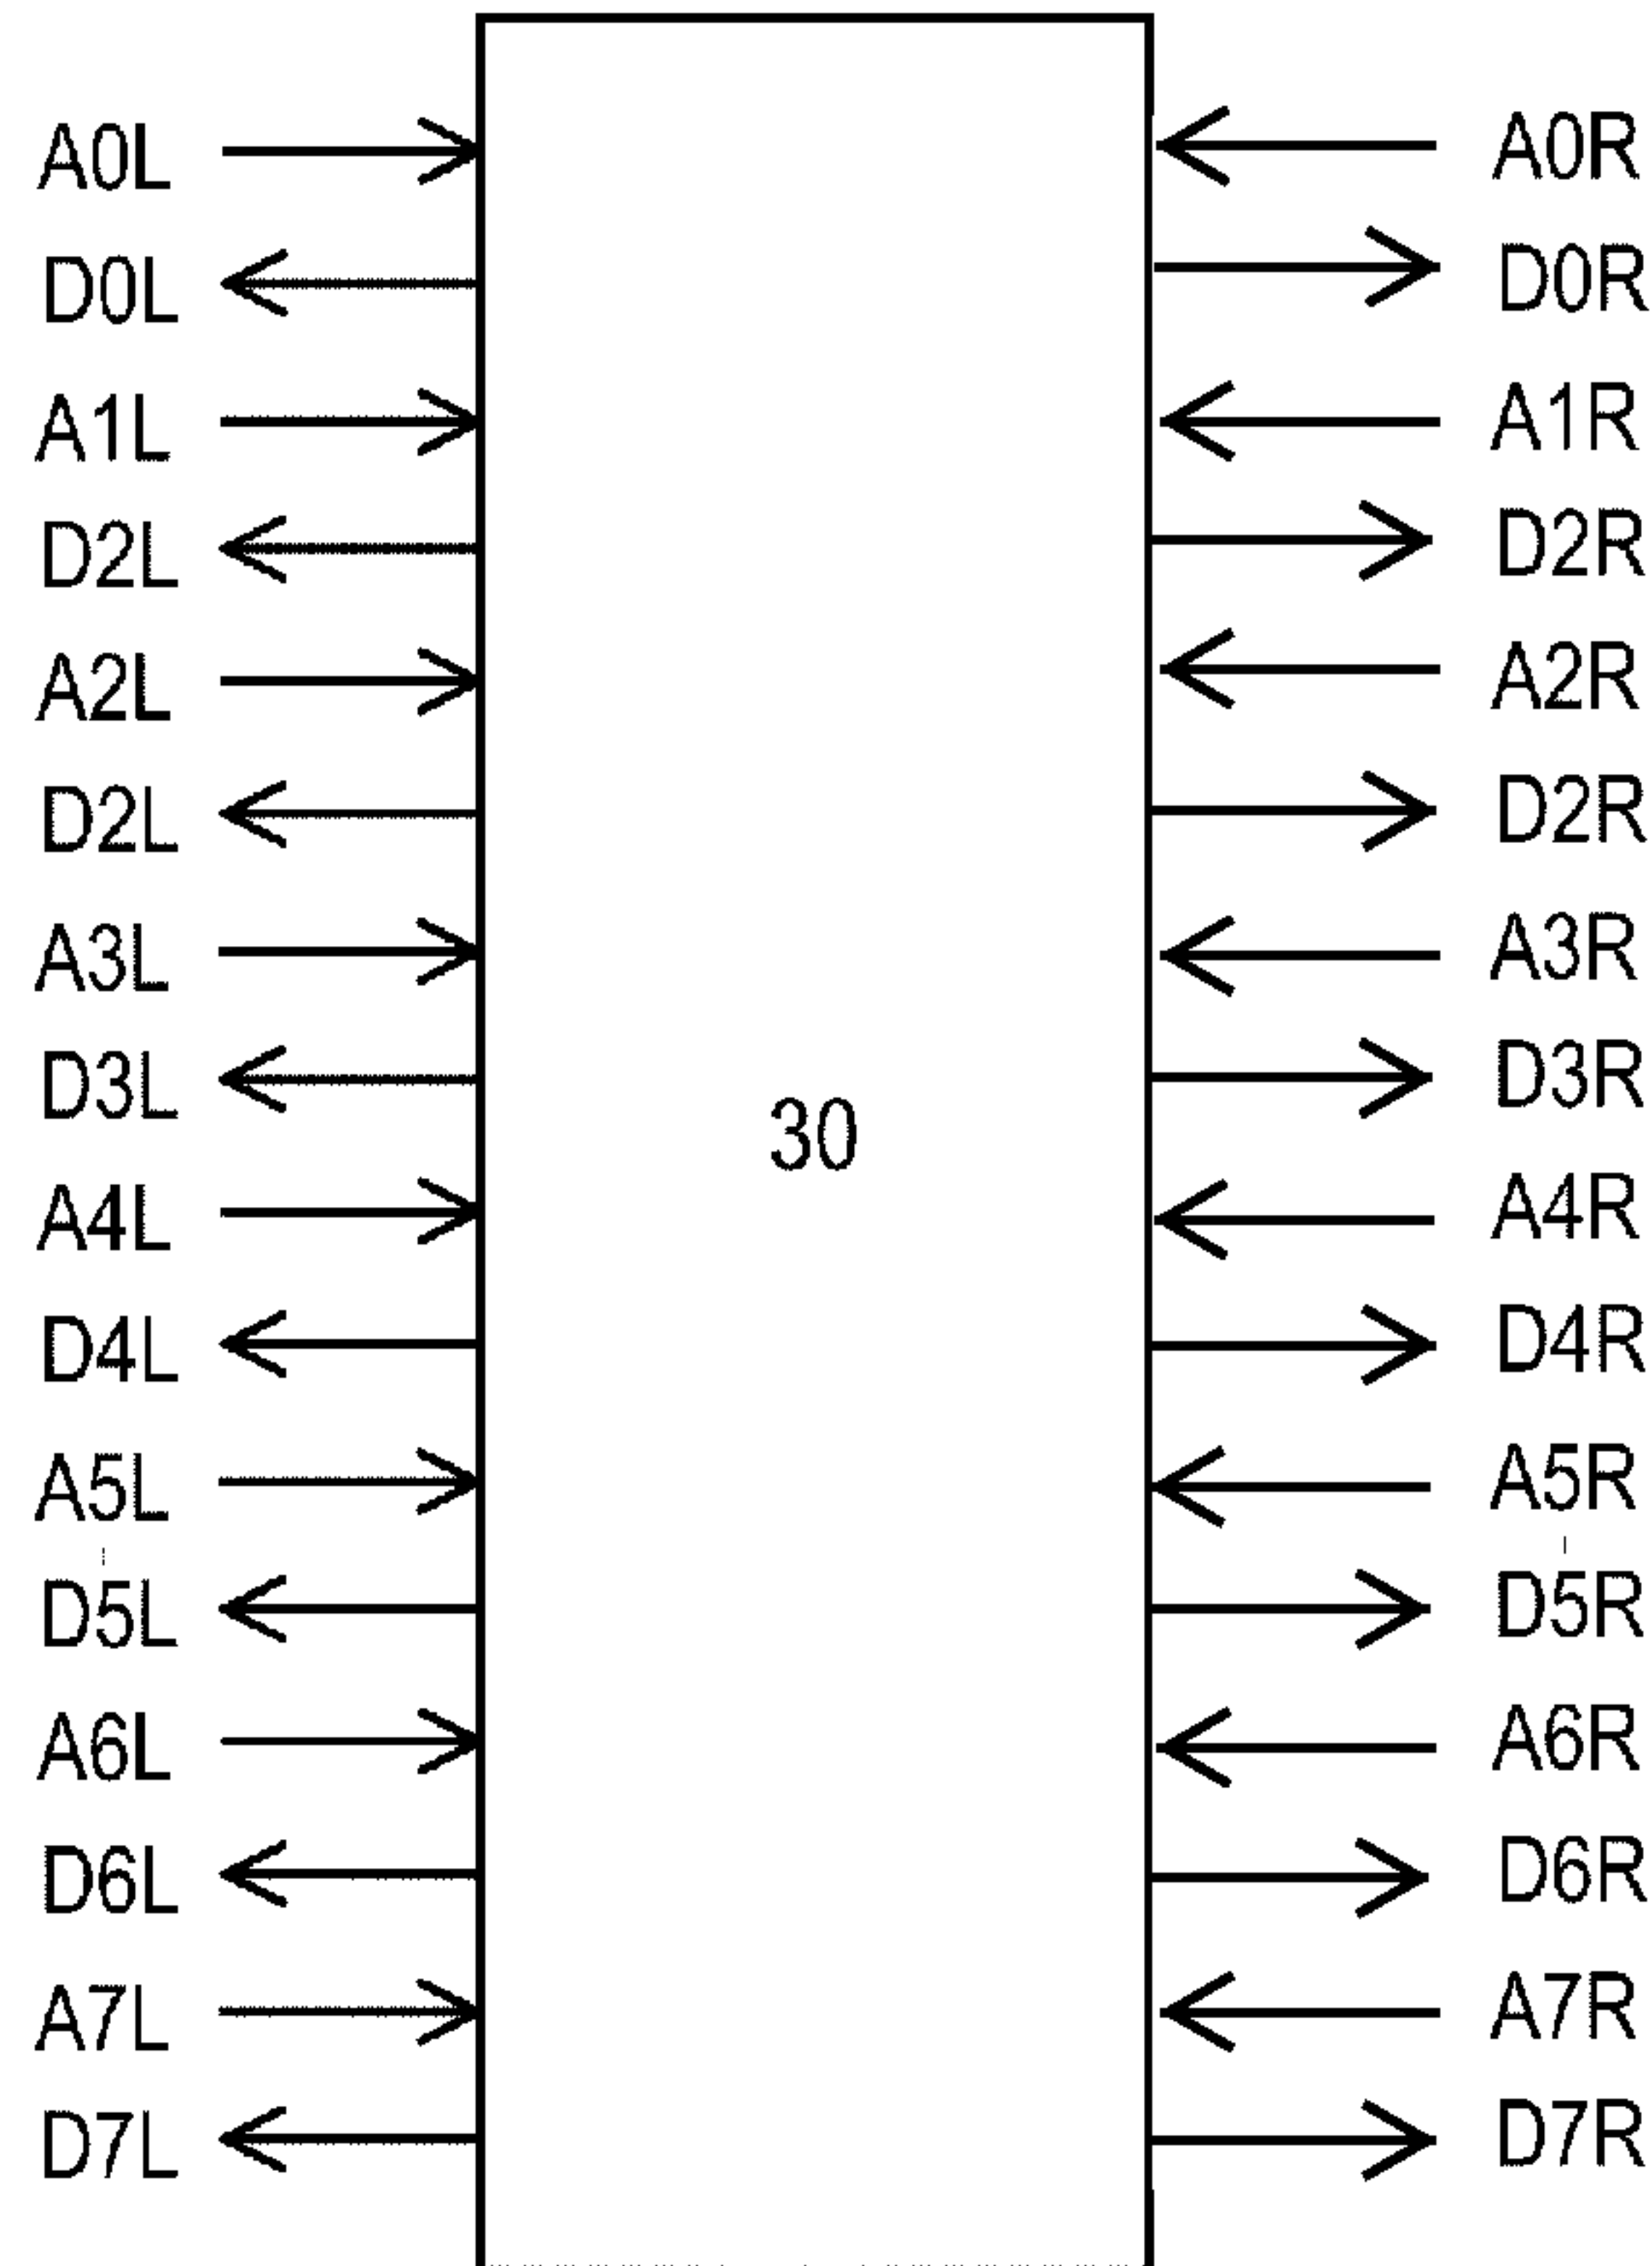 A0L A0R
D0L D0R
A1L A1R
D2L D2R
A2L A2R
D2L D2R
A3L A3R
D3L D3R
30
A4L A4R
D4L D4R
A5L A5R
D5L D5R
A6L A6R
D6L D6R
A7L A7R
D7L D7R